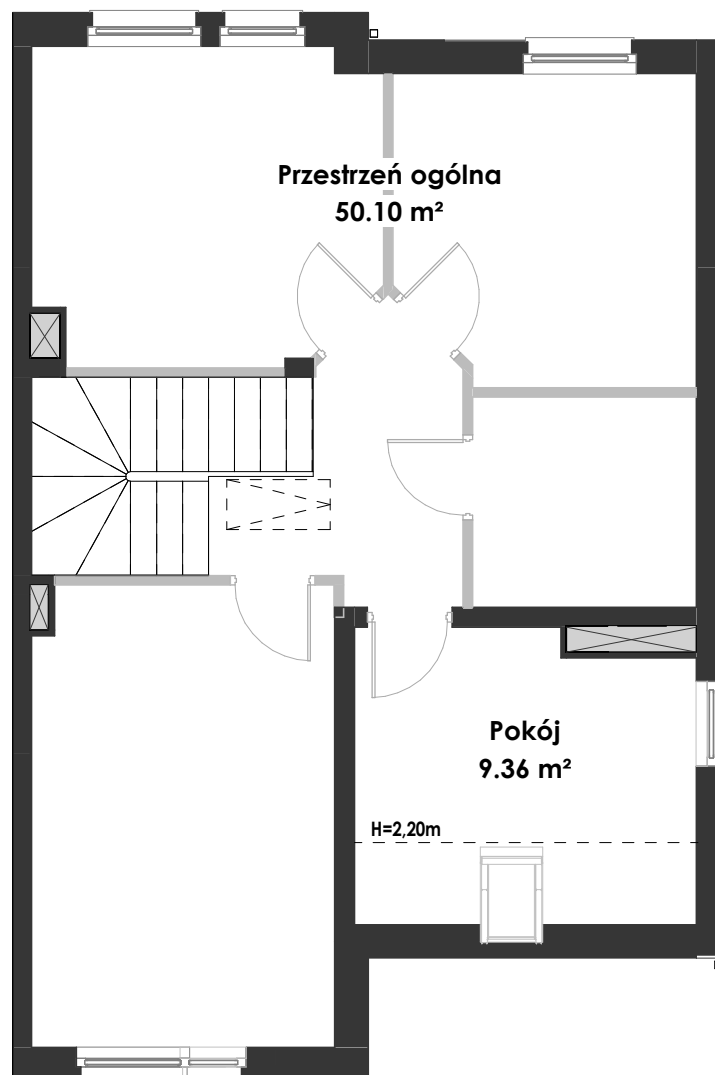 Przestrzeń ogólna
50.10 m²
Pokój
9.36 m²
H=2,20m